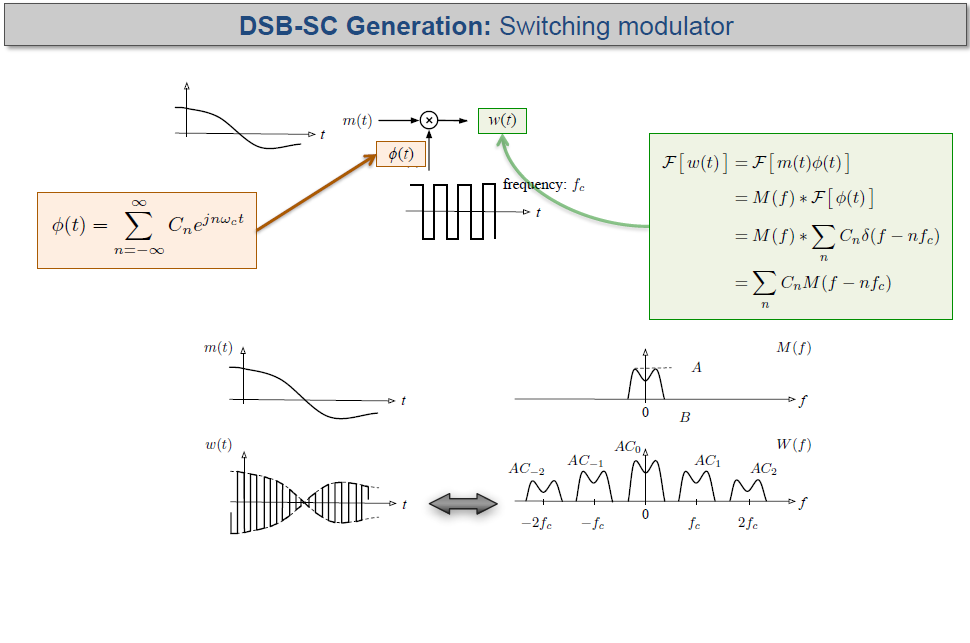 DSB-SC Generation: Switching modulator
t
m(t)
×
w(t)
ϕ(t)
frequency: f_c
t
ϕ(t) = ∑_{n=−∞}^{∞} C_n e^{jnω_c t}
F[w(t)] = F[m(t)ϕ(t)]
= M(f) ∗ F[ϕ(t)]
= M(f) ∗ ∑_n C_n δ(f − nf_c)
= ∑_n C_n M(f − nf_c)
m(t)
t
M(f)
A
f
0
B
w(t)
t
W(f)
AC_{−2} AC_{−1} AC_0 AC_1 AC_2
f
−2f_c −f_c 0 f_c 2f_c